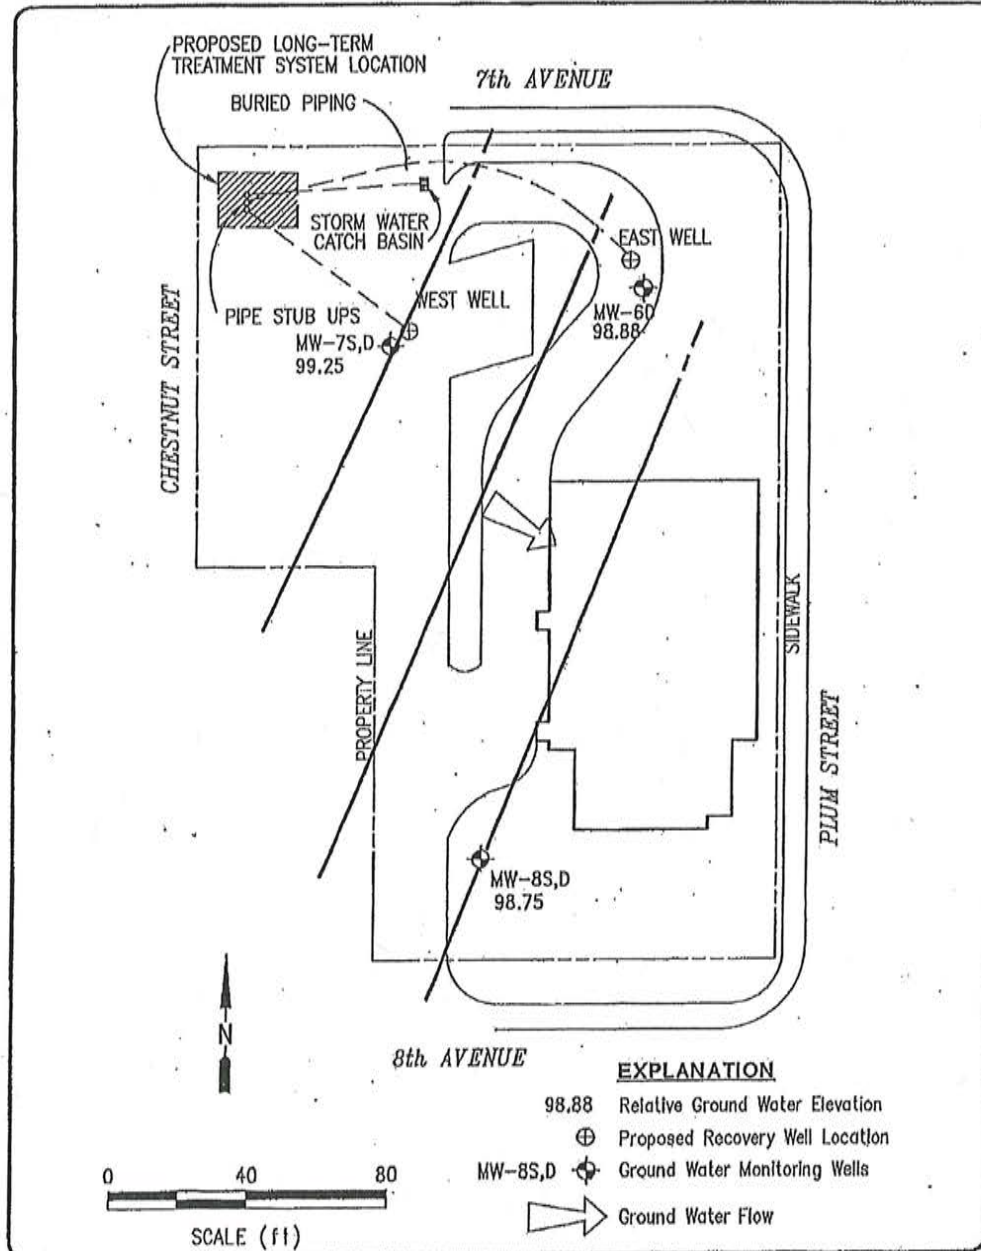 PROPOSED LONG-TERM
TREATMENT SYSTEM LOCATION
BURIED PIPING
7th AVENUE
STORM WATER
CATCH BASIN
EAST WELL
PIPE STUB UPS
WEST WELL
MW-7S,D
99.25
MW-6D
98.88
CHESTNUT STREET
PROPERTY LINE
SIDEWALK
PLUM STREET
MW-8S,D
98.75
N
8th AVENUE
EXPLANATION
98.88 Relative Ground Water Elevation
Proposed Recovery Well Location
MW-8S,D Ground Water Monitoring Wells
Ground Water Flow
0 40 80
SCALE (ft)